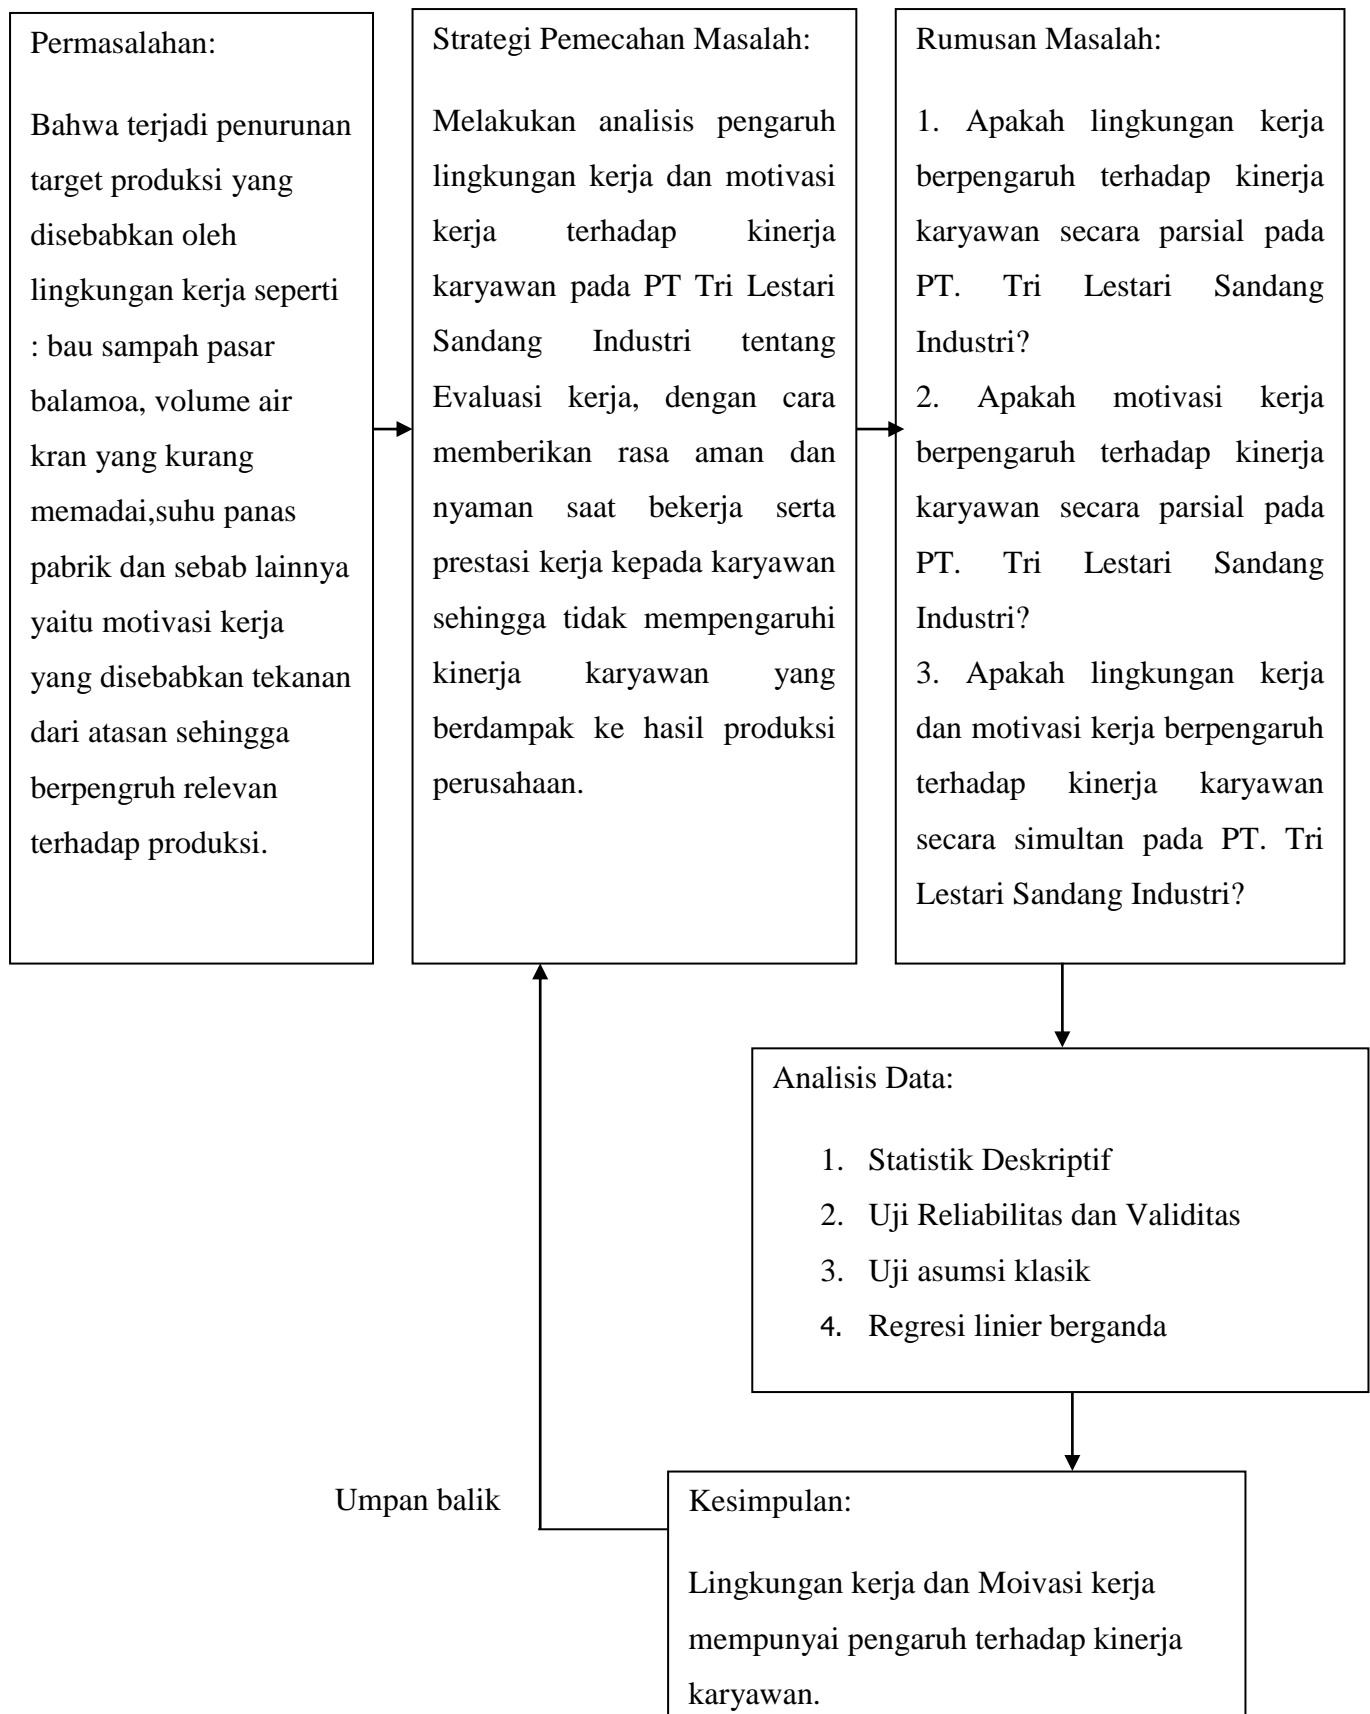 Permasalahan:
Bahwa terjadi penurunan
target produksi yang
disebabkan oleh
lingkungan kerja seperti
: bau sampah pasar
balamoa, volume air
kran yang kurang
memadai,suhu panas
pabrik dan sebab lainnya
yaitu motivasi kerja
yang disebabkan tekanan
dari atasan sehingga
berpengruh relevan
terhadap produksi.
Strategi Pemecahan Masalah:
Melakukan analisis pengaruh
lingkungan kerja dan motivasi
kerja terhadap kinerja
karyawan pada PT Tri Lestari
Sandang Industri tentang
Evaluasi kerja, dengan cara
memberikan rasa aman dan
nyaman saat bekerja serta
prestasi kerja kepada karyawan
sehingga tidak mempengaruhi
kinerja karyawan yang
berdampak ke hasil produksi
perusahaan.
Rumusan Masalah:
1. Apakah lingkungan kerja
berpengaruh terhadap kinerja
karyawan secara parsial pada
PT. Tri Lestari Sandang
Industri?
2. Apakah motivasi kerja
berpengaruh terhadap kinerja
karyawan secara parsial pada
PT. Tri Lestari Sandang
Industri?
3. Apakah lingkungan kerja
dan motivasi kerja berpengaruh
terhadap kinerja karyawan
secara simultan pada PT. Tri
Lestari Sandang Industri?
Analisis Data:
1. Statistik Deskriptif
2. Uji Reliabilitas dan Validitas
3. Uji asumsi klasik
4. Regresi linier berganda
Umpan balik
Kesimpulan:
Lingkungan kerja dan Moivasi kerja
mempunyai pengaruh terhadap kinerja
karyawan.